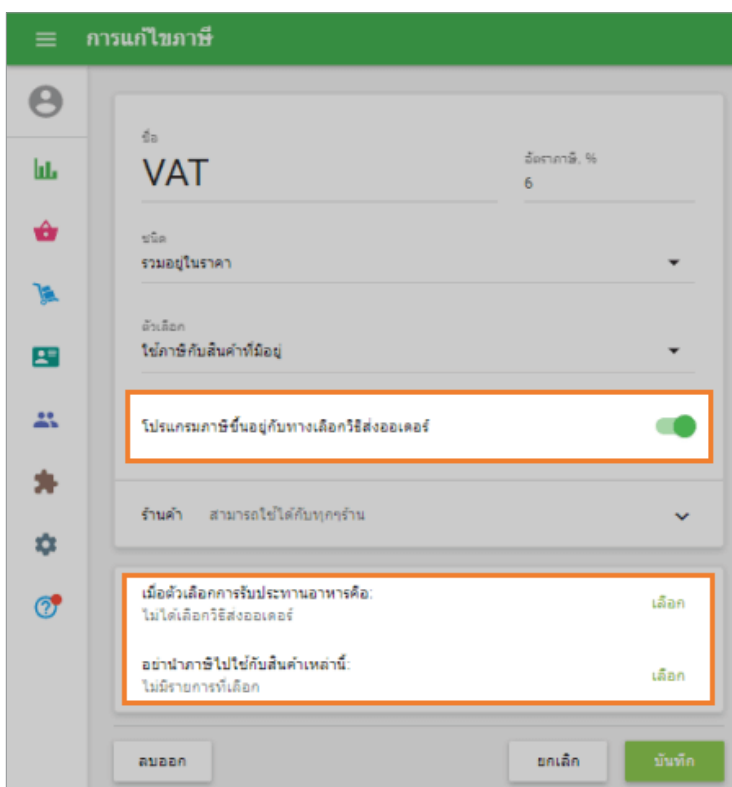 การแก้ไขภาษี
ชื่อ
VAT
อัตราภาษี, %
6
ชนิด
รวมอยู่ในราคา
ตัวเลือก
ใช้ภาษีกับสินค้าที่มีอยู่
โปรแกรมภาษีขึ้นอยู่กับทางเลือกวิธีส่งออเดอร์
ร้านค้า สามารถใช้ได้กับทุกๆร้าน
เมื่อตัวเลือกการรับประทานอาหารคือ:
ไม่ได้เลือกวิธีส่งออเดอร์
เลือก
อย่านำภาษีไปใช้กับสินค้าเหล่านี้:
ไม่มีรายการที่เลือก
เลือก
ลบออก
ยกเลิก
บันทึก